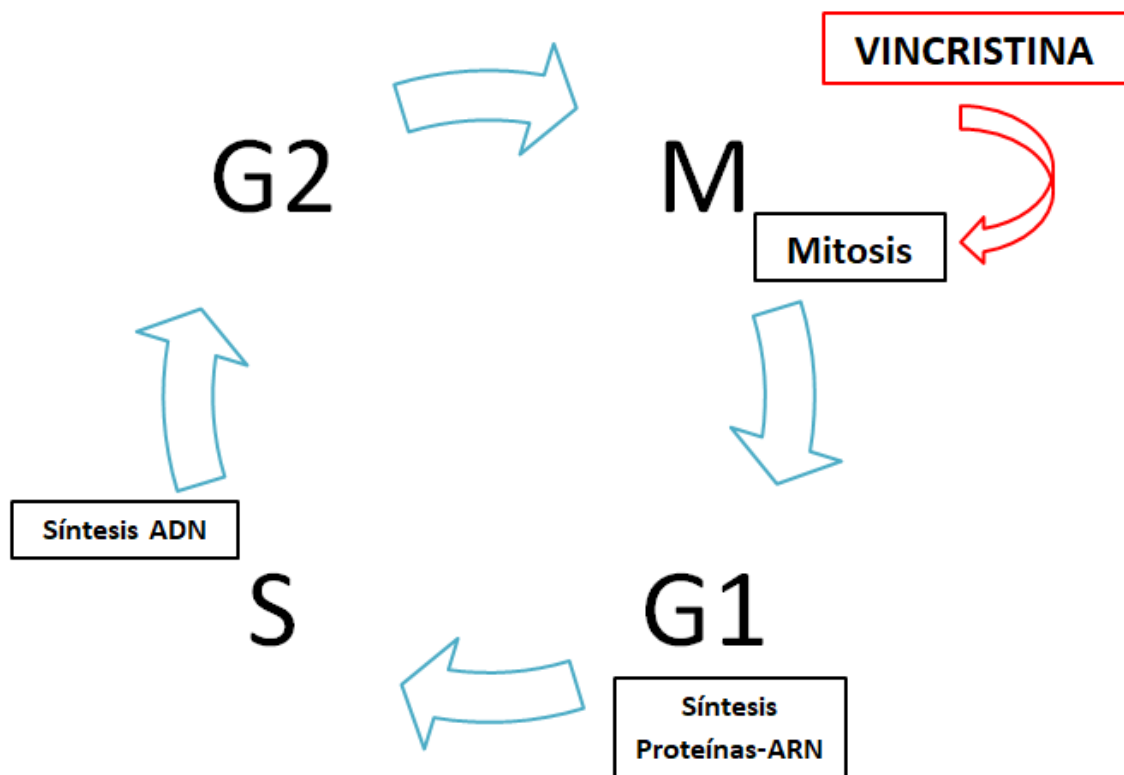 VINCRISTINA
G2
M
Mitosis
Síntesis ADN
S
G1
Síntesis
Proteínas-ARN